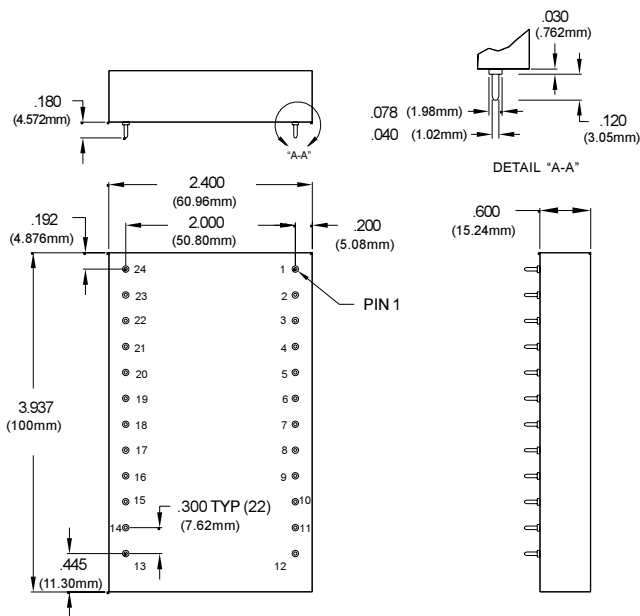 .030
(.762mm)
.180
(4.572mm)
.078 (1.98mm)
.040 (1.02mm)
.120
(3.05mm)
"A-A"
DETAIL "A-A"
2.400
(60.96mm)
.192
(4.876mm)
2.000
(50.80mm)
.200
(5.08mm)
.600
(15.24mm)
24 1
PIN 1
23 2
22 3
21 4
20 5
19 6
3.937
(100mm)
18 7
17 8
16 9
15 10
.300 TYP (22)
(7.62mm)
14 11
.445
(11.30mm)
13 12